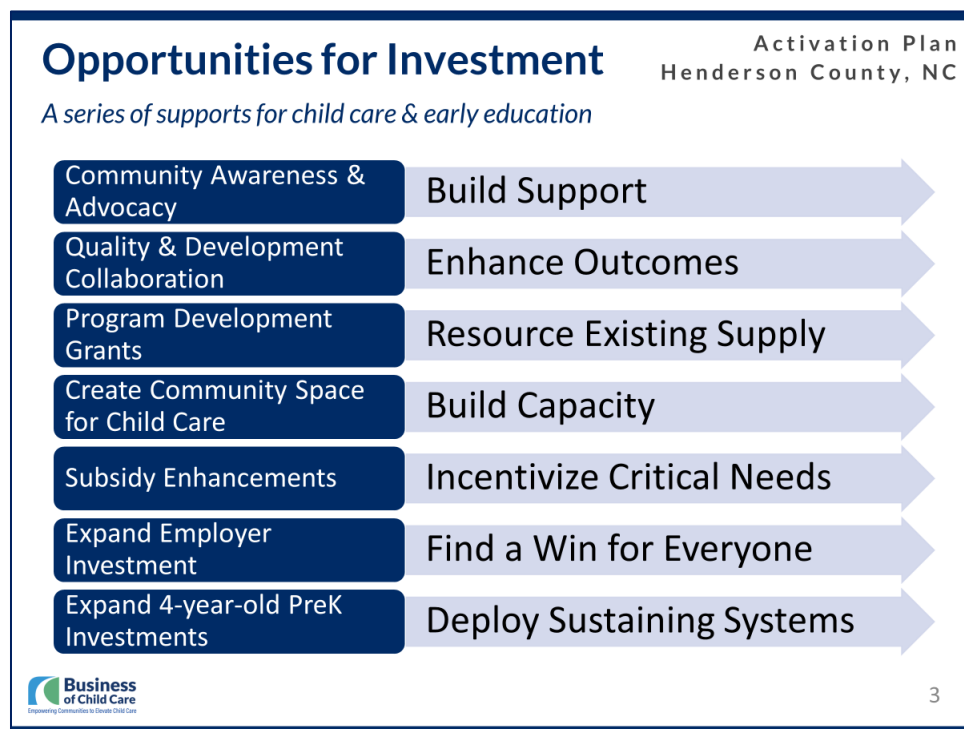 Opportunities for Investment
Activation Plan
Henderson County, NC
A series of supports for child care & early education
Community Awareness &
Advocacy
Build Support
Quality & Development
Collaboration
Enhance Outcomes
Program Development
Grants
Resource Existing Supply
Create Community Space
for Child Care
Build Capacity
Subsidy Enhancements
Incentivize Critical Needs
Expand Employer
Investment
Find a Win for Everyone
Expand 4-year-old PreK
Investments
Deploy Sustaining Systems
Business
of Child Care
Empowering Communities to Elevate Child Care
3